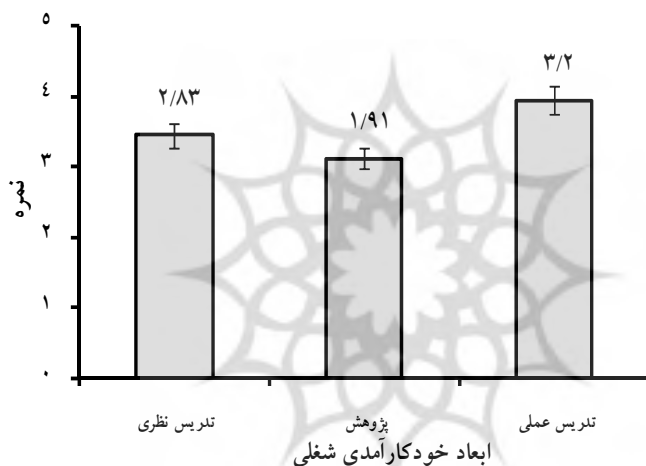 ۵
۴
۳
۲
۱
۰
نمره
۲/۸۳
۱/۹۱
۳/۲
تدریس نظری
پژوهش
تدریس عملی
ابعاد خودکارآمدی شغلی